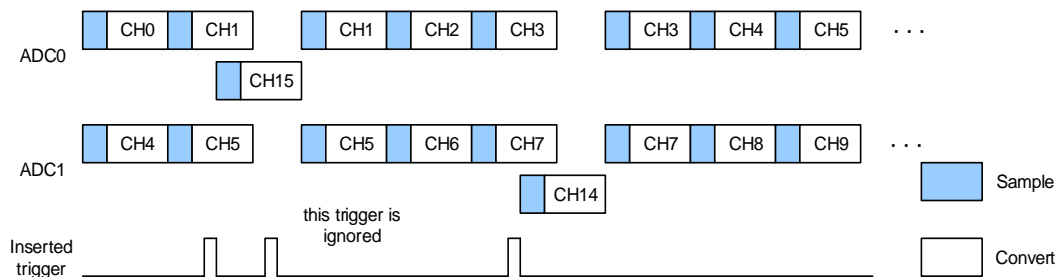 ADC0
CH0 CH1 CH1 CH2 CH3 CH3 CH4 CH5 . . .
CH15
ADC1
CH4 CH5 CH5 CH6 CH7 CH7 CH8 CH9 . . .
CH14
Sample
this trigger is
ignored
Inserted
trigger
Convert